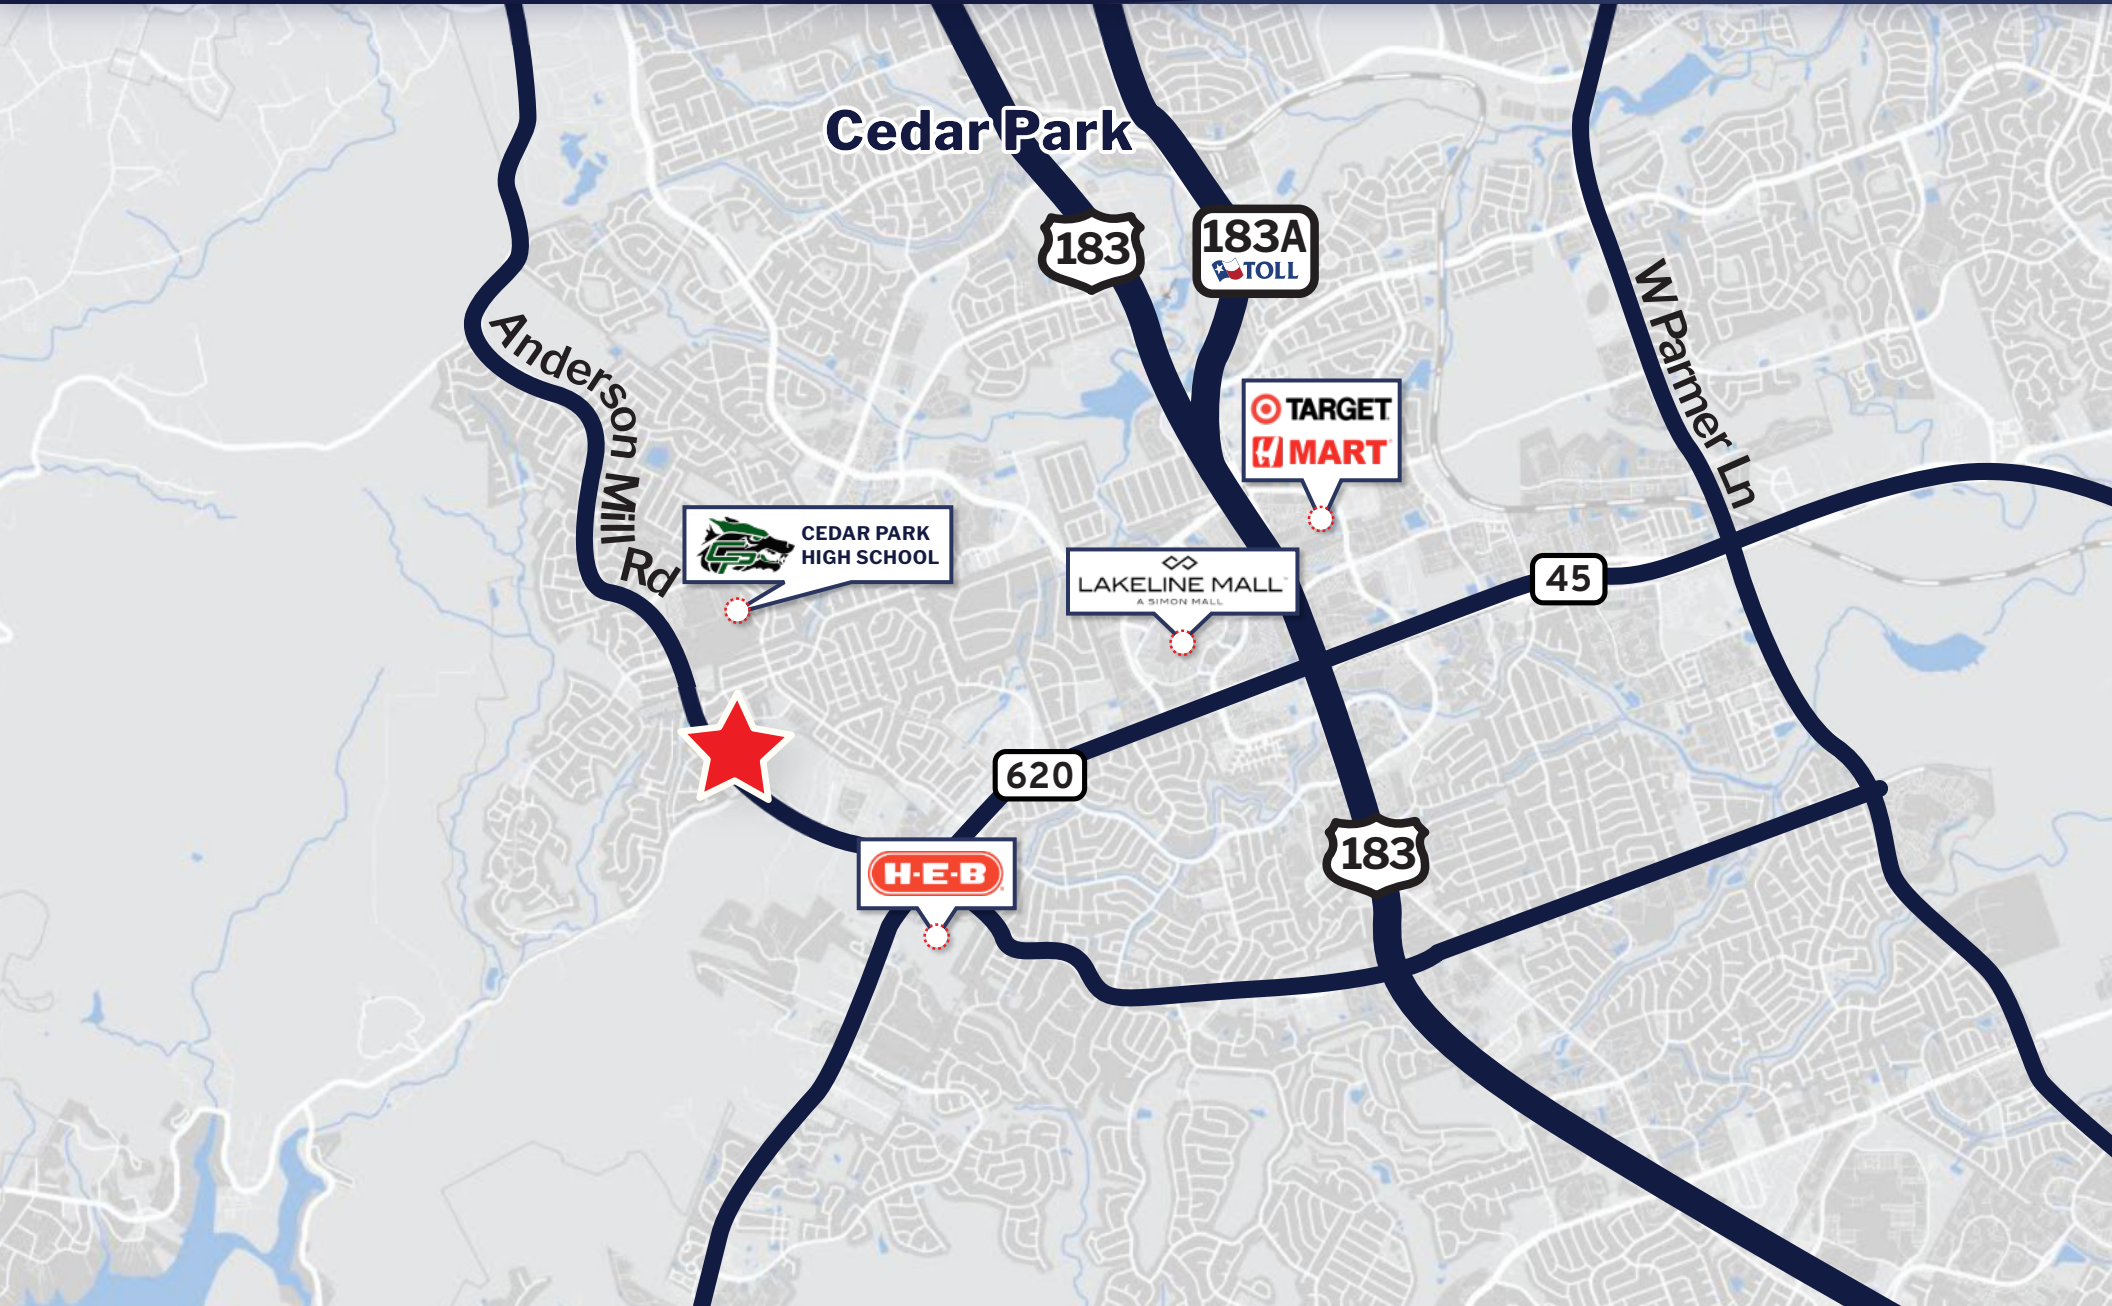 Cedar Park
183
183A
TOLL
W Parmer Ln
Anderson Mill Rd
TARGET
H MART
CEDAR PARK
HIGH SCHOOL
CP
LAKELINE MALL
A SIMON MALL
45
620
183
H-E-B